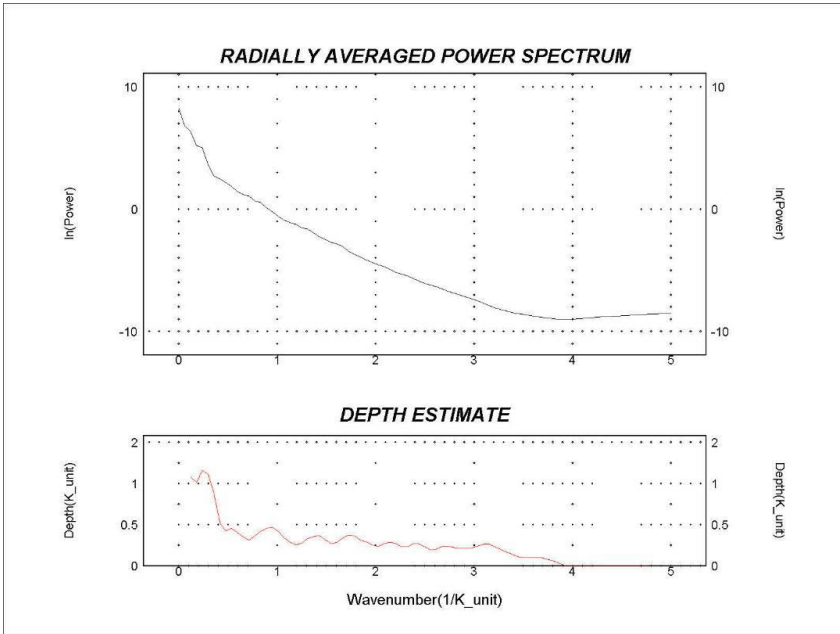 RADIALLY AVERAGED POWER SPECTRUM
10 10
ln(Power) ln(Power)
0 0
-10 -10
0 1 2 3 4 5
DEPTH ESTIMATE
2 2
Depth(K_unit) Depth(K_unit)
1 1
0.5 0.5
0 0
0 1 2 3 4 5
Wavenumber(1/K_unit)